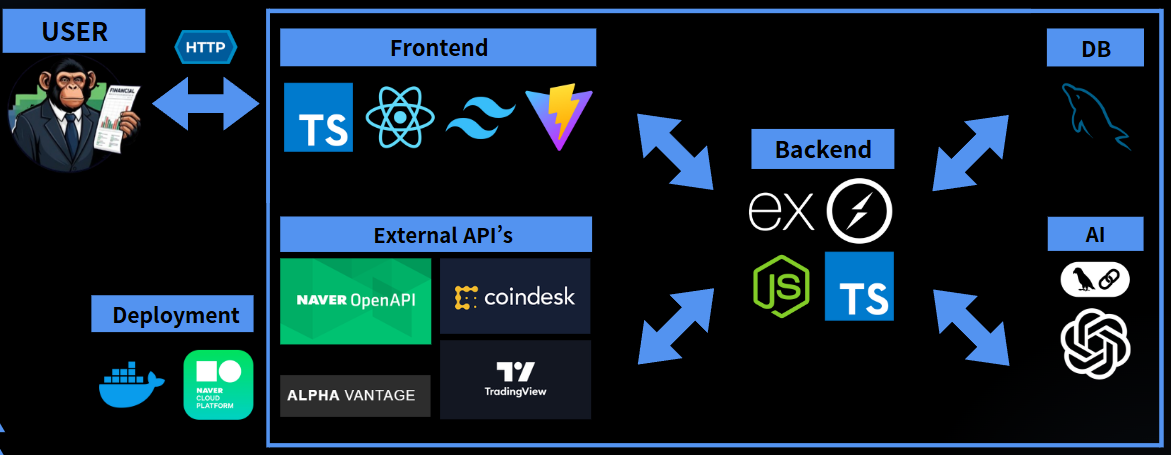 USER
HTTP
FINANCIAL
Frontend
TS
DB
Backend
ex
JS
TS
External API's
NAVER OpenAPI
coindesk
ALPHA VANTAGE
TradingView
AI
Deployment
NAVER
CLOUD
PLATFORM